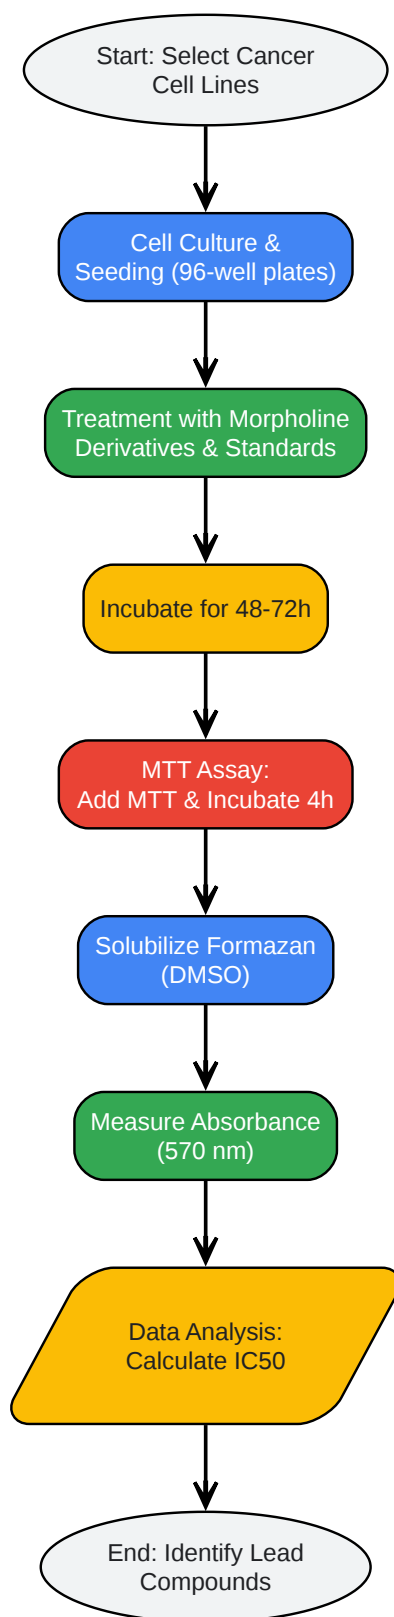 Start: Select Cancer
Cell Lines
Cell Culture &
Seeding (96-well plates)
Treatment with Morpholine
Derivatives & Standards
Incubate for 48-72h
MTT Assay:
Add MTT & Incubate 4h
Solubilize Formazan
(DMSO)
Measure Absorbance
(570 nm)
Data Analysis:
Calculate IC50
End: Identify Lead
Compounds